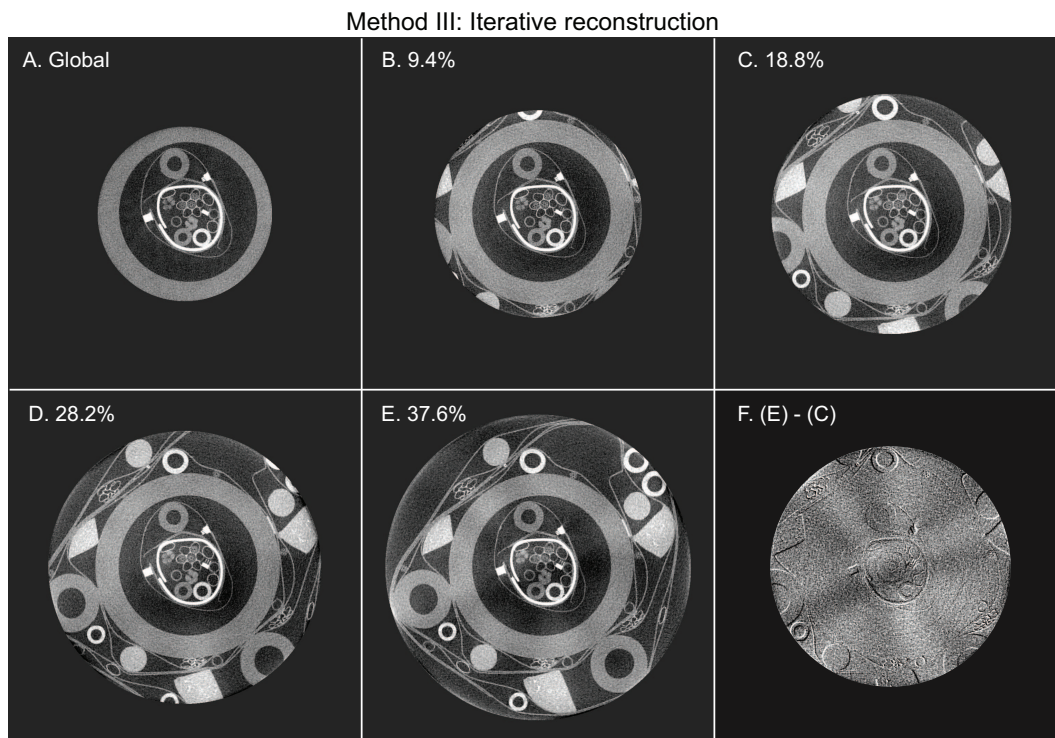 Method III: Iterative reconstruction
A. Global
B. 9.4%
C. 18.8%
D. 28.2%
E. 37.6%
F. (E) - (C)